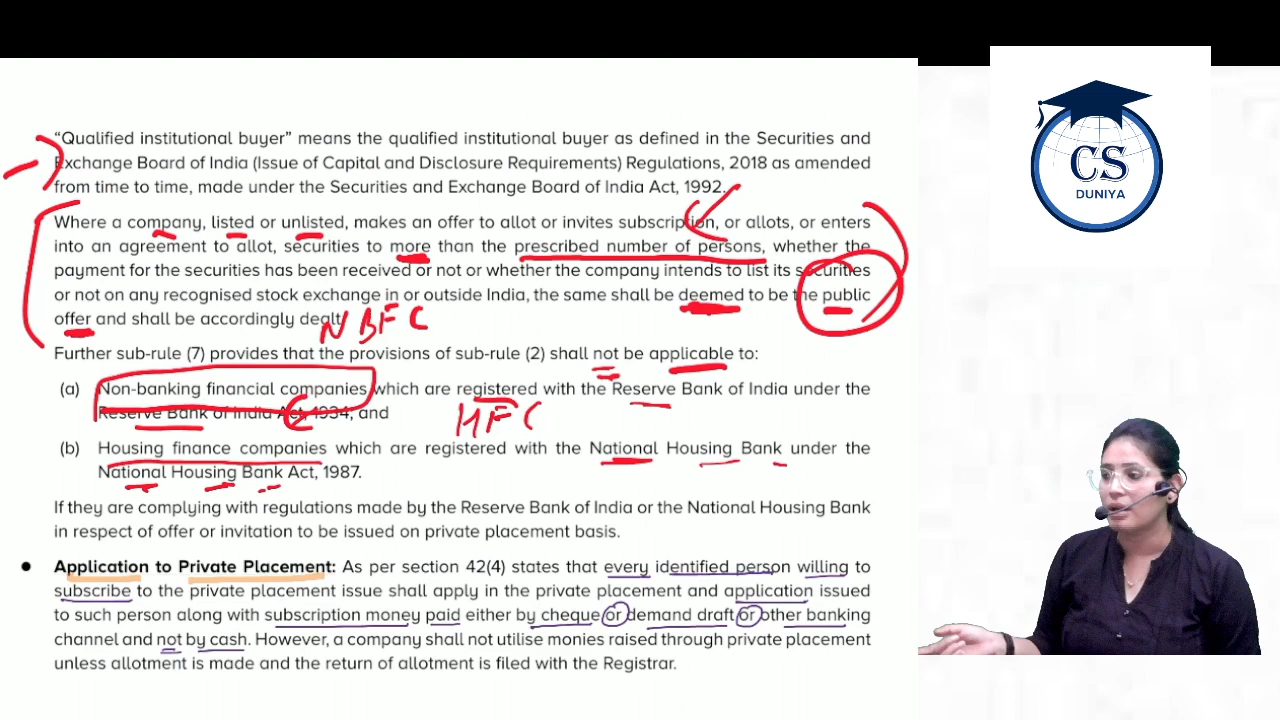 "Qualified institutional buyer" means the qualified institutional buyer as defined in the Securities and
Exchange Board of India (Issue of Capital and Disclosure Requirements) Regulations, 2018 as amended
from time to time, made under the Securities and Exchange Board of India Act, 1992.
Where a company, listed or unlisted, makes an offer to allot or invites subscription, or allots, or enters
into an agreement to allot, securities to more than the prescribed number of persons, whether the
payment for the securities has been received or not or whether the company intends to list its securities
or not on any recognised stock exchange in or outside India, the same shall be deemed to be the public
offer and shall be accordingly dealt.
NBFC
Further sub-rule (7) provides that the provisions of sub-rule (2) shall not be applicable to:
(a) Non-banking financial companies which are registered with the Reserve Bank of India under the
Reserve Bank of India Act, 1934; and
HFC
(b) Housing finance companies which are registered with the National Housing Bank under the
National Housing Bank Act, 1987.
If they are complying with regulations made by the Reserve Bank of India or the National Housing Bank
in respect of offer or invitation to be issued on private placement basis.
● Application to Private Placement: As per section 42(4) states that every identified person willing to
subscribe to the private placement issue shall apply in the private placement and application issued
to such person along with subscription money paid either by cheque or demand draft or other banking
channel and not by cash. However, a company shall not utilise monies raised through private placement
unless allotment is made and the return of allotment is filed with the Registrar.
CS
DUNIYA